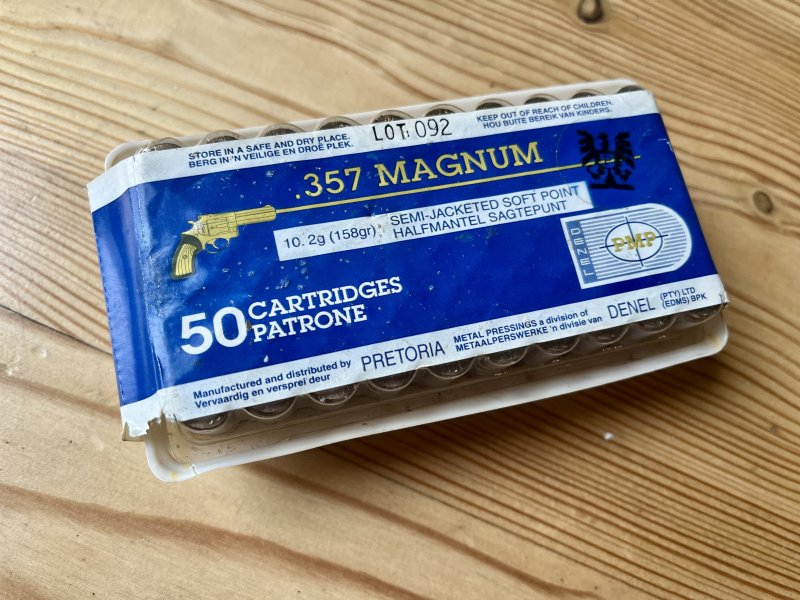 STORE IN A SAFE AND DRY PLACE.
BERG IN 'N VEILIGE EN DROE PLEK.
LOT: 092
KEEP OUT OF REACH OF CHILDREN.
HOU BUITE BEREIK VAN KINDERS.
.357 MAGNUM
10. 2g (158gr)
SEMI-JACKETED SOFT POINT
HALFMANTEL SAGTEPUNT
DENEL
PMP
50
CARTRIDGES
PATRONE
Manufactured and distributed by
Vervaardig en versprei deur
PRETORIA
METAL PRESSINGS a division of
METAALPERSWERKE 'n divisie van
DENEL
(PTY) LTD
(EDMS) BPK